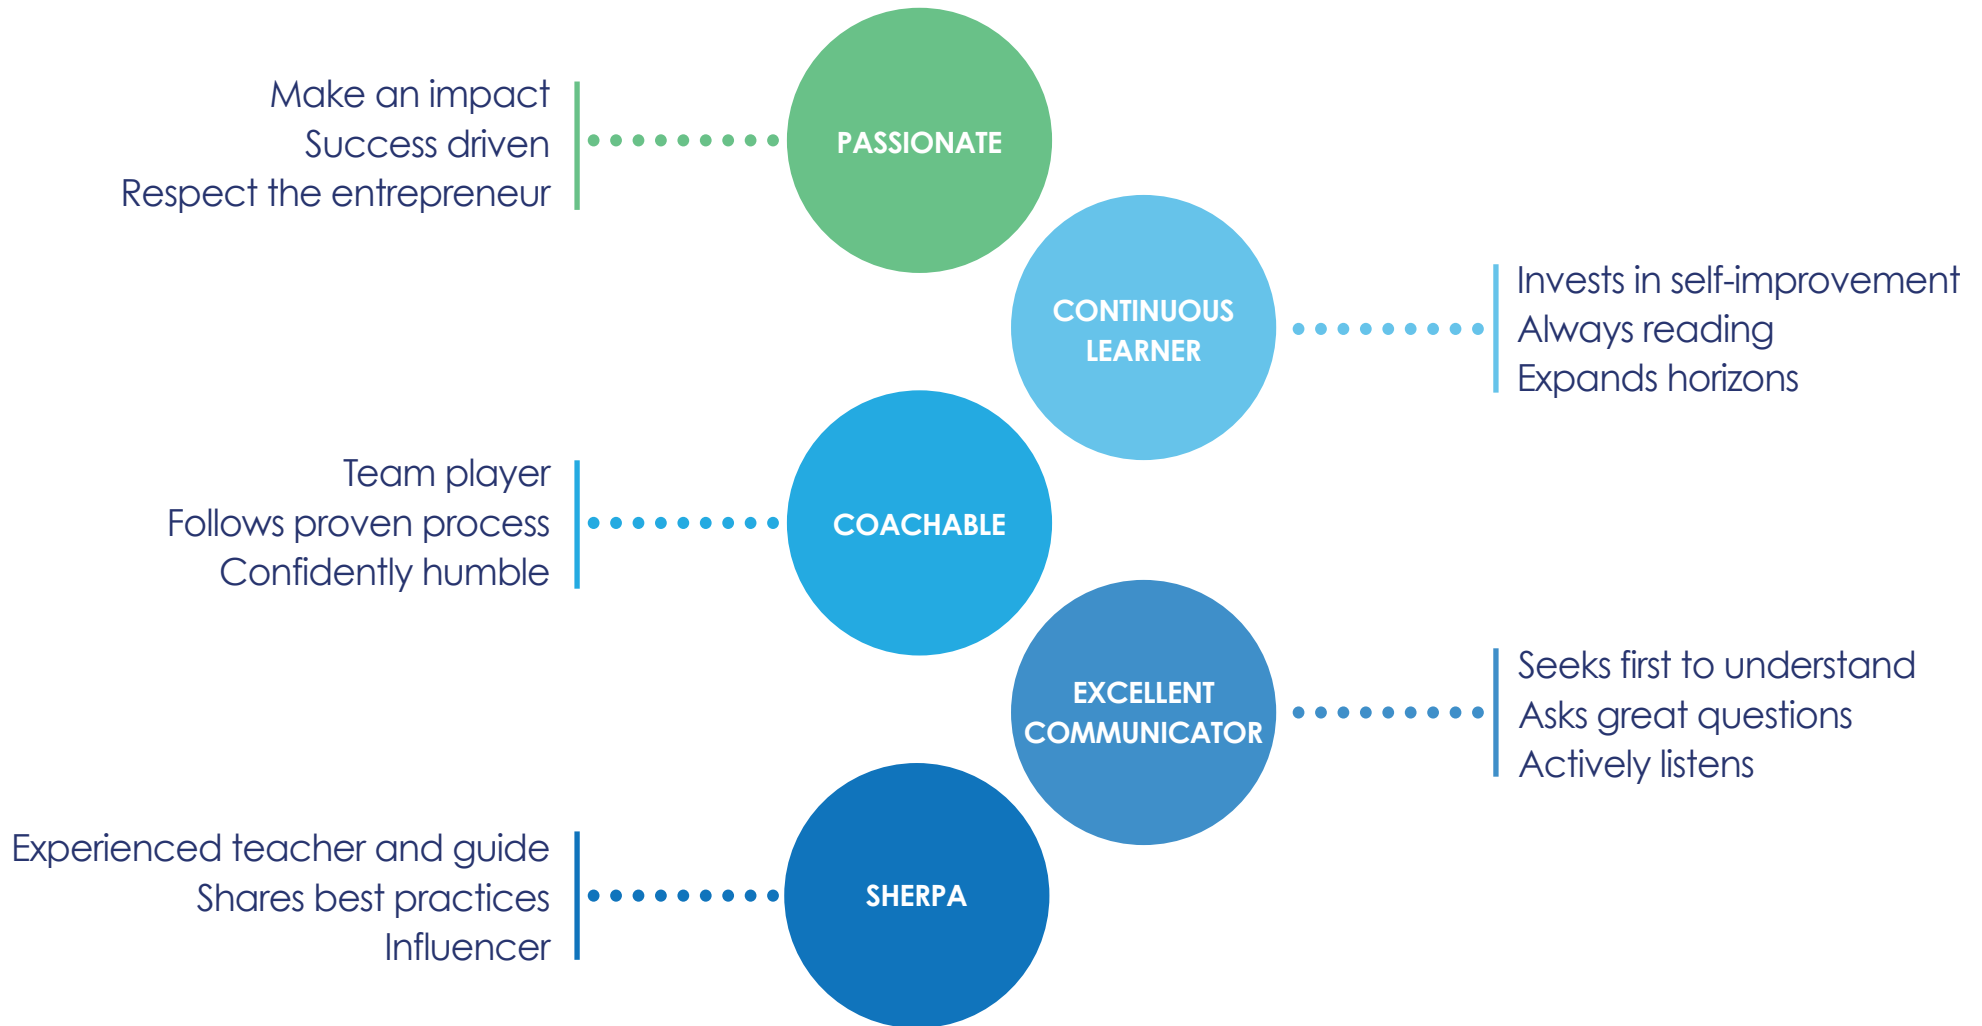 PASSIONATE
Make an impact
Success driven
Respect the entrepreneur
CONTINUOUS
LEARNER
Invests in self-improvement
Always reading
Expands horizons
COACHABLE
Team player
Follows proven process
Confidently humble
EXCELLENT
COMMUNICATOR
Seeks first to understand
Asks great questions
Actively listens
SHERPA
Experienced teacher and guide
Shares best practices
Influencer